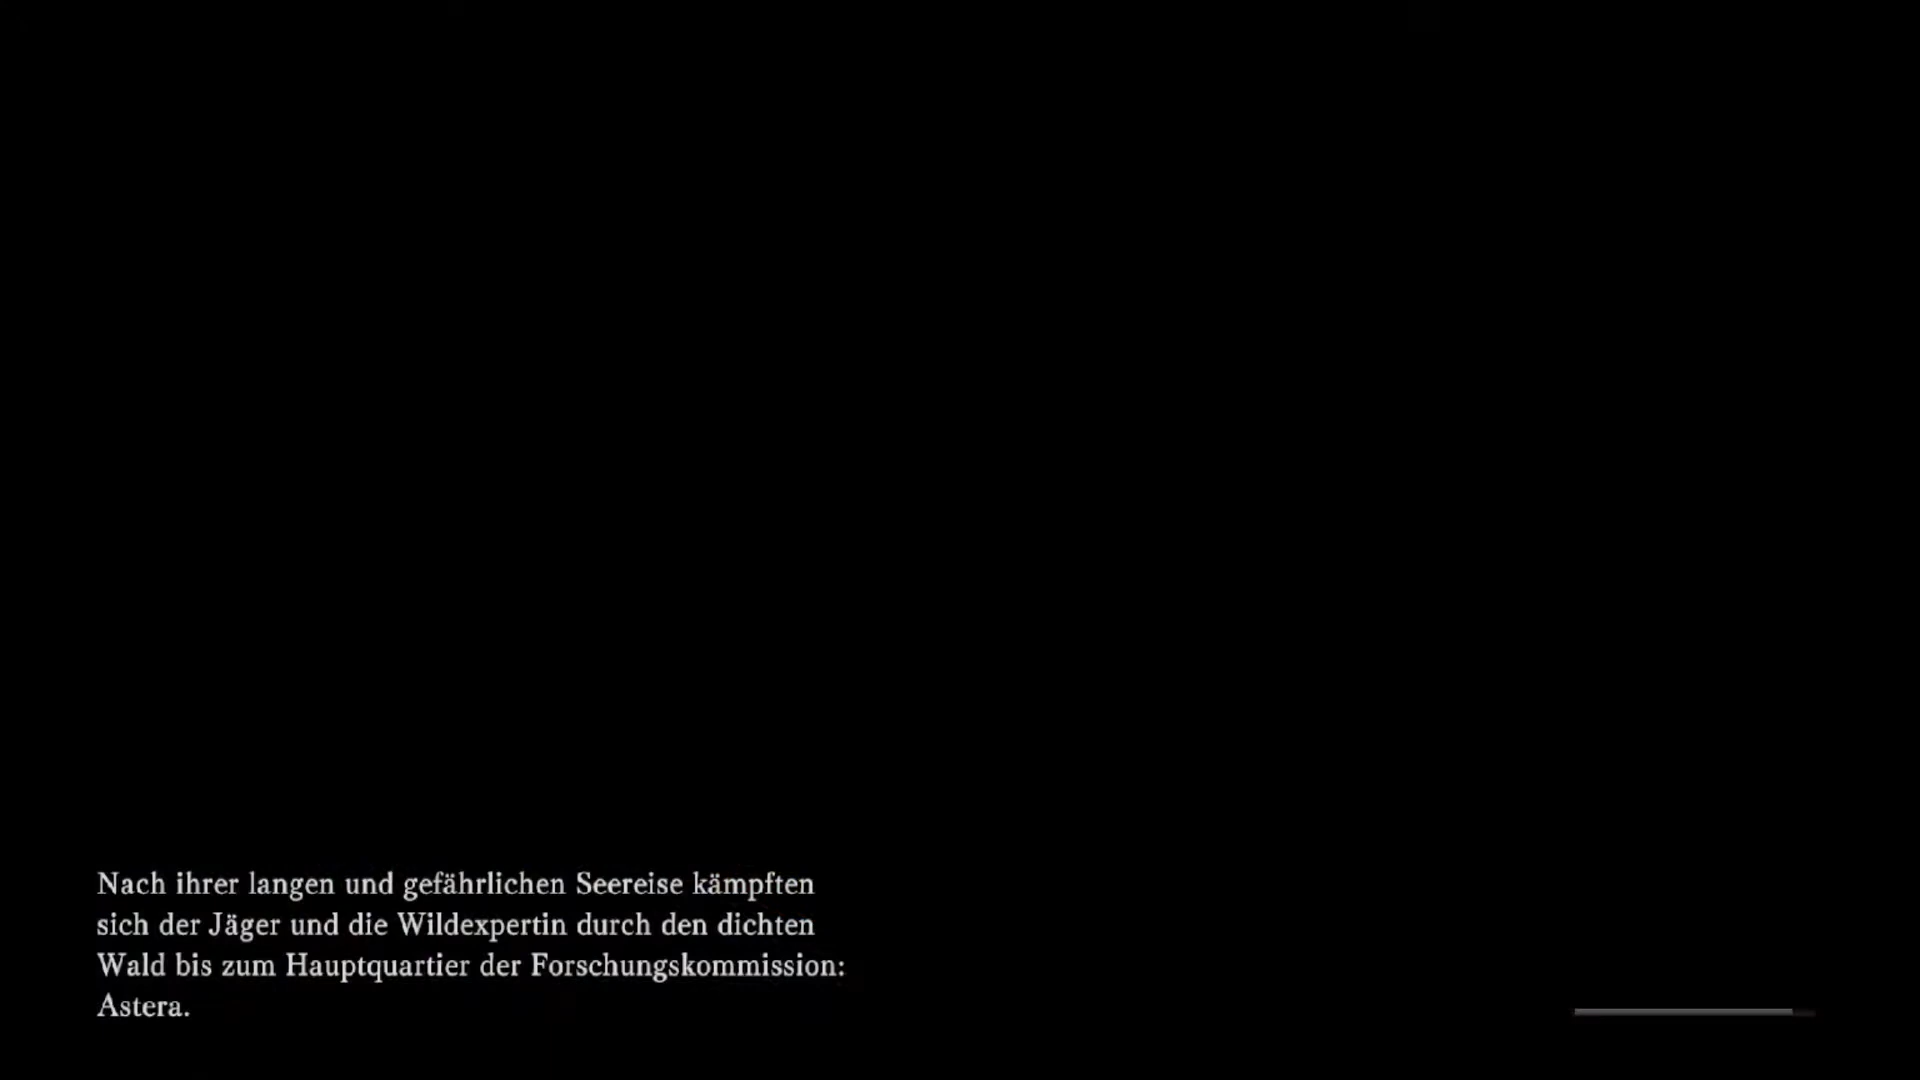 Nach ihrer langen und gefährlichen Seereise kämpften
sich der Jäger und die Wildexpertin durch den dichten
Wald bis zum Hauptquartier der Forschungskommission:
Astera.